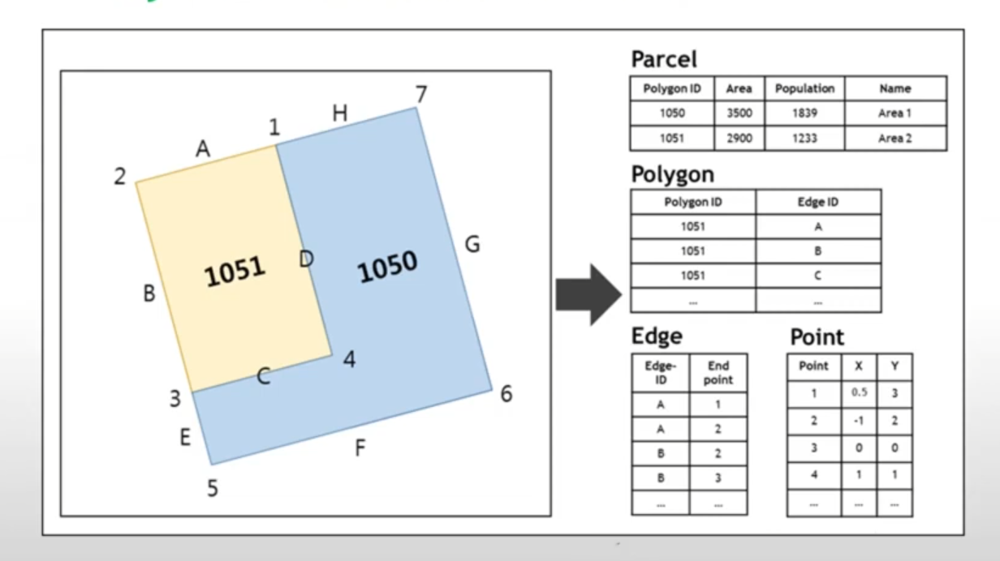 7
H
1
A
2
1051
D
1050
G
B
4
C
3
6
E
F
5
Parcel
Polygon ID Area Population Name
1050 3500 1839 Area 1
1051 2900 1233 Area 2
Polygon
Polygon ID Edge ID
1051 A
1051 B
1051 C
... ...
Edge
Edge-ID End point
A 1
A 2
B 2
B 3
... ...
Point
Point X Y
1 0.5 3
2 -1 2
3 0 0
4 1 1
... ... ...